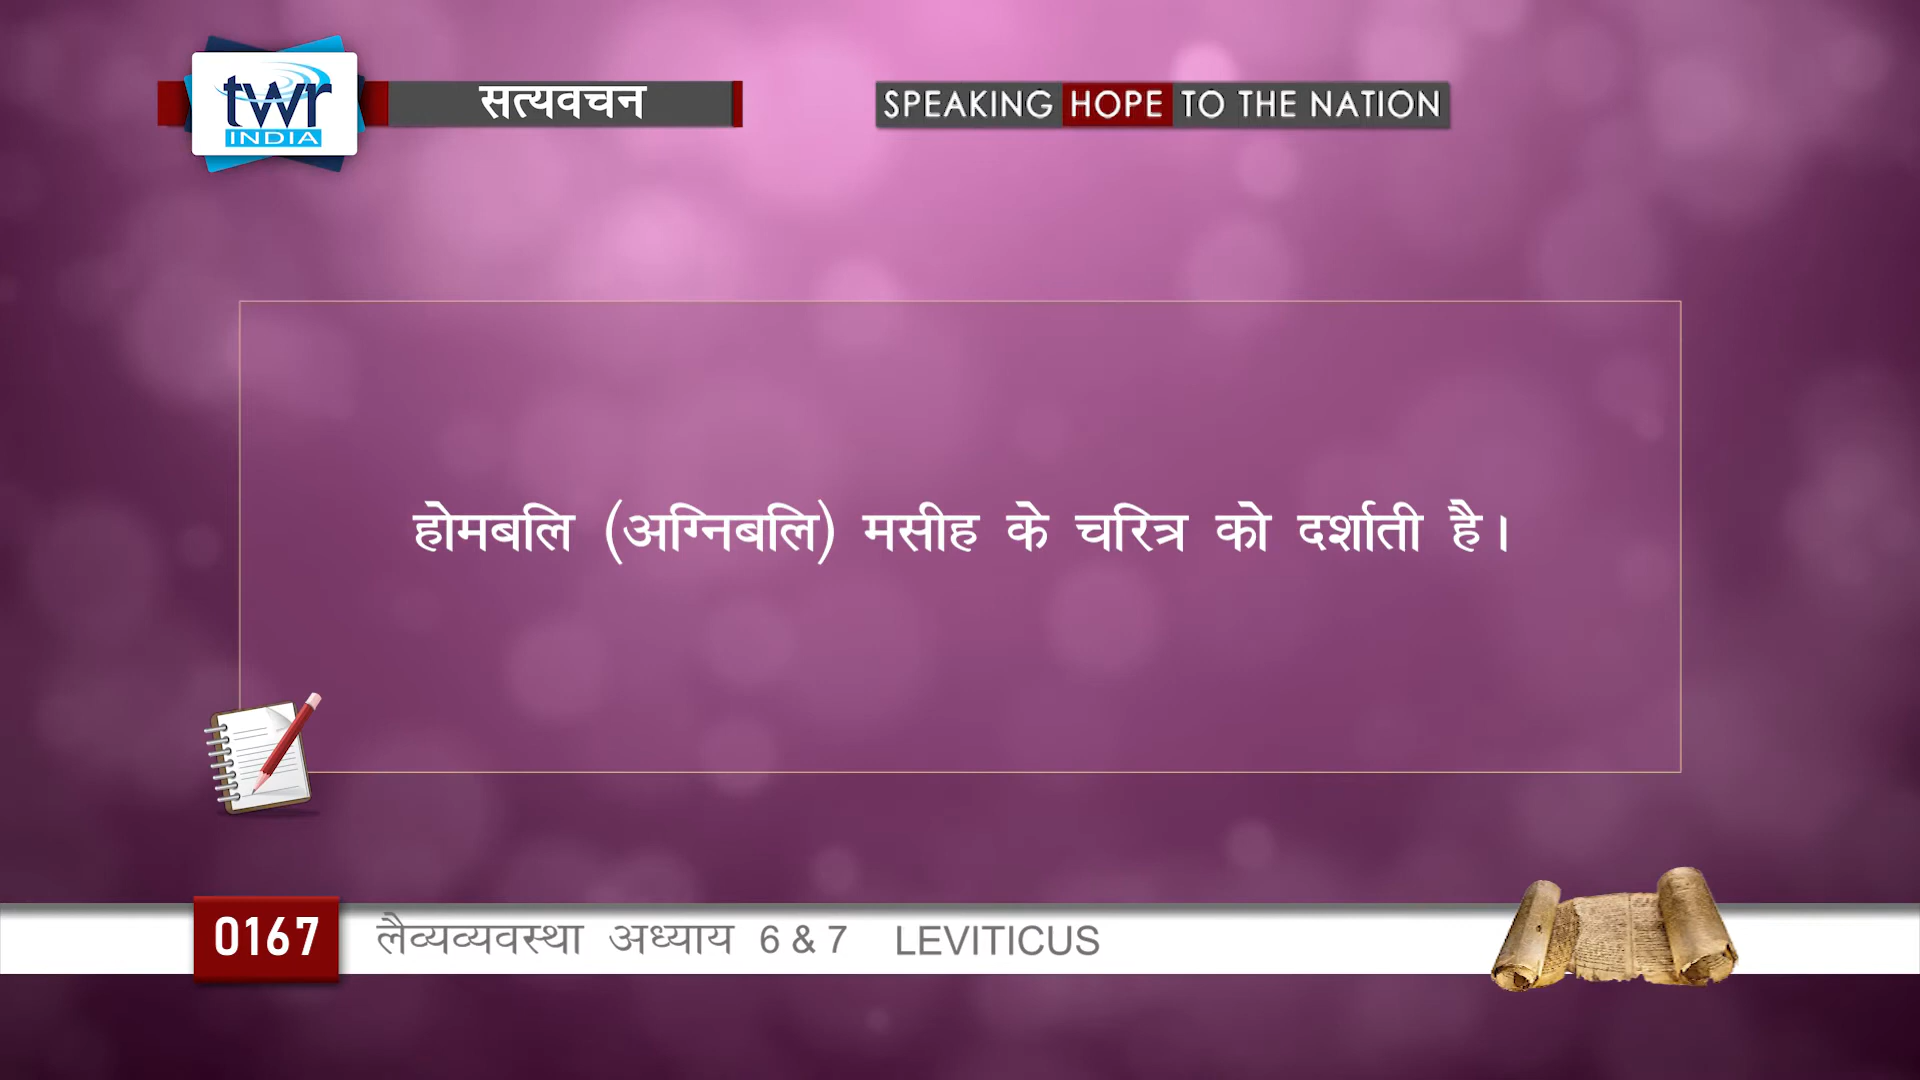 twr
INDIA
सत्यवचन
SPEAKING HOPE TO THE NATION
होमबलि (अग्निबलि) मसीह के चरित्र को दर्शाती है।
0167
लैव्यव्यवस्था अध्याय 6 & 7 LEVITICUS